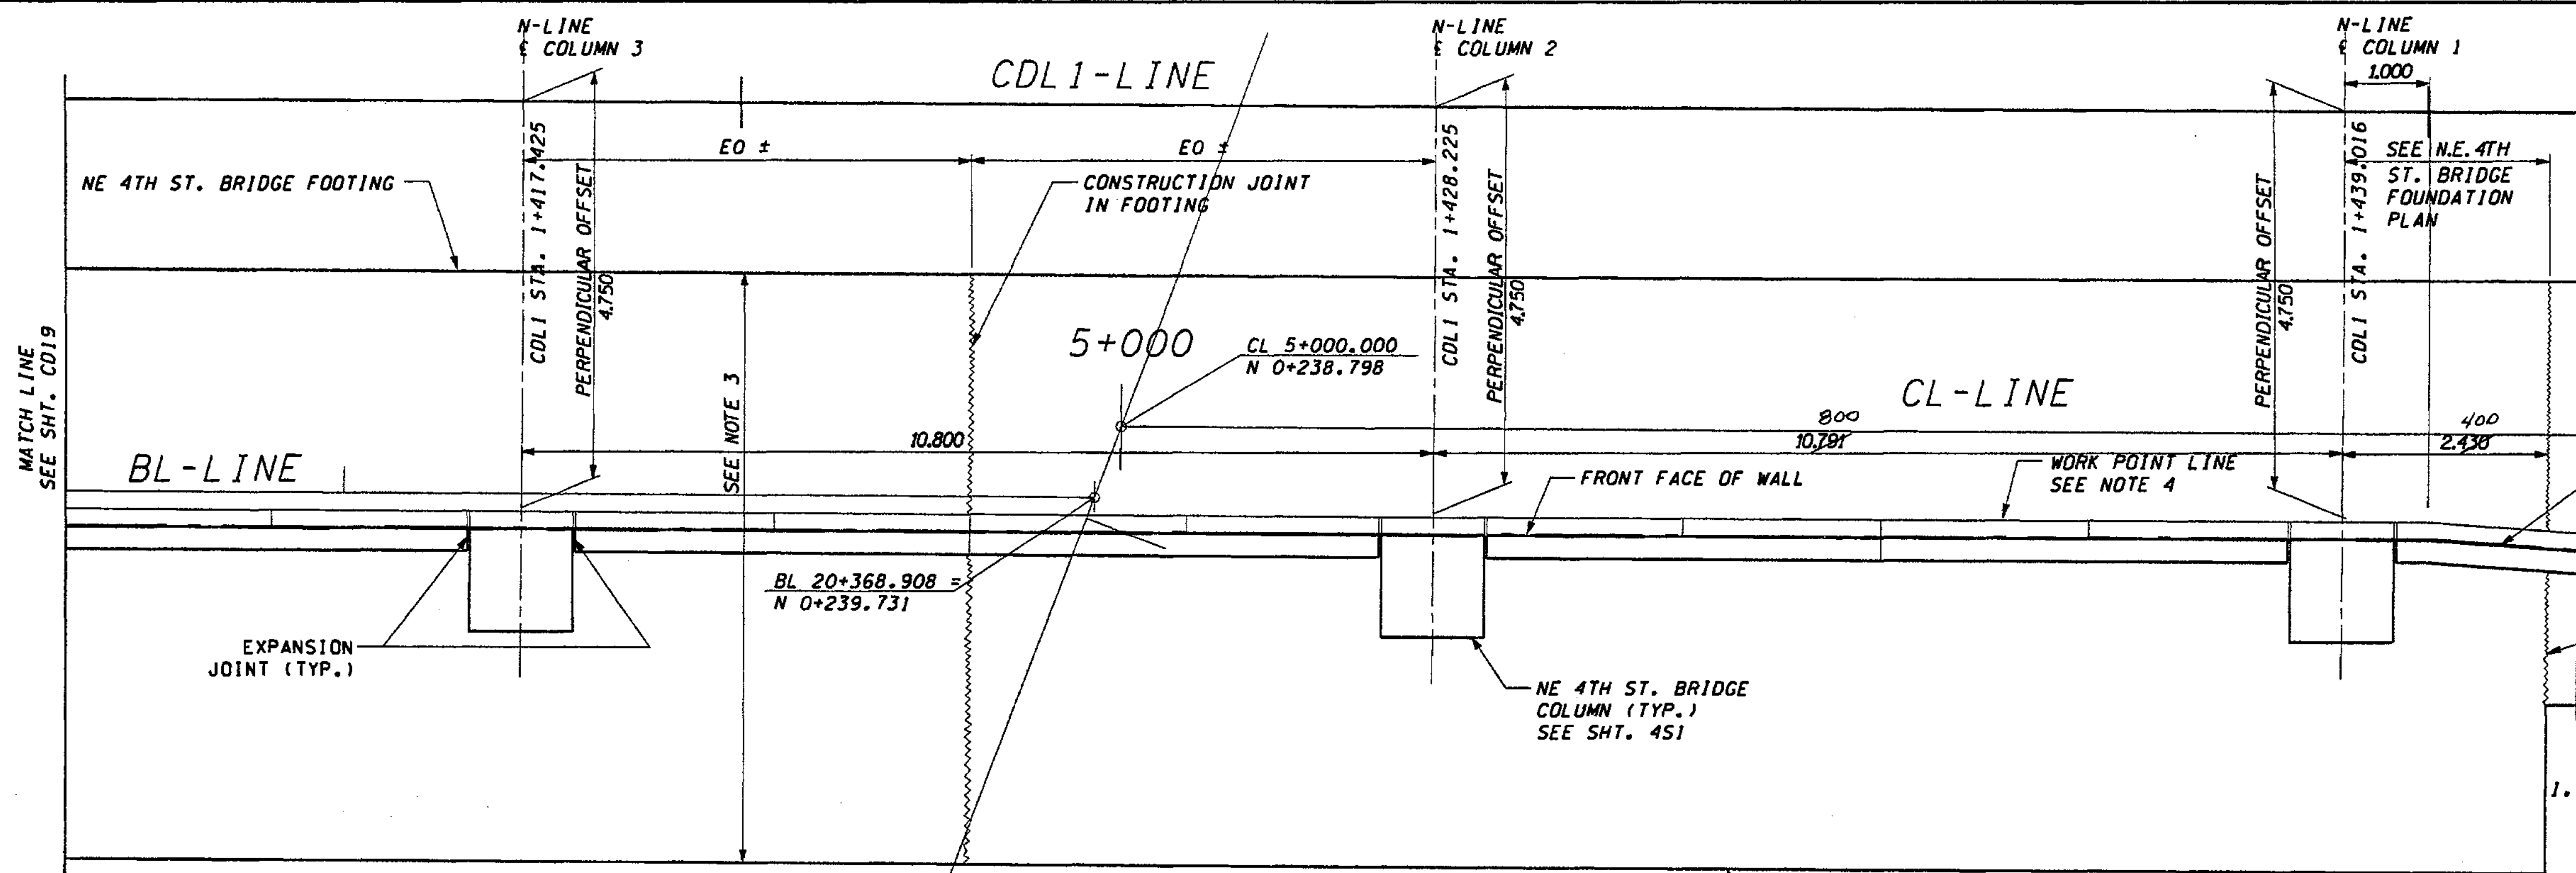 N-LINE
℄ COLUMN 3
N-LINE
℄ COLUMN 2
N-LINE
℄ COLUMN 1
1.000
CDL1-LINE
EQ ±
EQ ±
NE 4TH ST. BRIDGE FOOTING
CONSTRUCTION JOINT
IN FOOTING
SEE N.E. 4TH
ST. BRIDGE
FOUNDATION
PLAN
CDL1 STA. 1+417.425
PERPENDICULAR OFFSET
4.750
CDL1 STA. 1+428.225
PERPENDICULAR OFFSET
4.750
PERPENDICULAR OFFSET
4.750
CDL1 STA. 1+439.016
MATCH LINE
SEE SHT. CD19
SEE NOTE 3
5+000
CL 5+000.000
N 0+238.798
CL-LINE
10.800
800
10.791
400
2.430
BL-LINE
FRONT FACE OF WALL
WORK POINT LINE
SEE NOTE 4
BL 20+368.908 =
N 0+239.731
EXPANSION
JOINT (TYP.)
NE 4TH ST. BRIDGE
COLUMN (TYP.)
SEE SHT. 4S1
1.